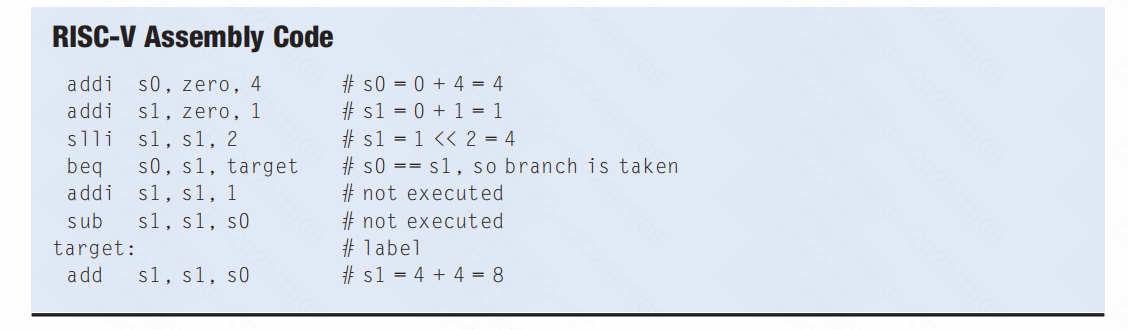 RISC-V Assembly Code
addi s0, zero, 4 # s0 = 0 + 4 = 4
addi s1, zero, 1 # s1 = 0 + 1 = 1
slli s1, s1, 2 # s1 = 1 << 2 = 4
beq s0, s1, target # s0 == s1, so branch is taken
addi s1, s1, 1 # not executed
sub s1, s1, s0 # not executed
target: # label
add s1, s1, s0 # s1 = 4 + 4 = 8